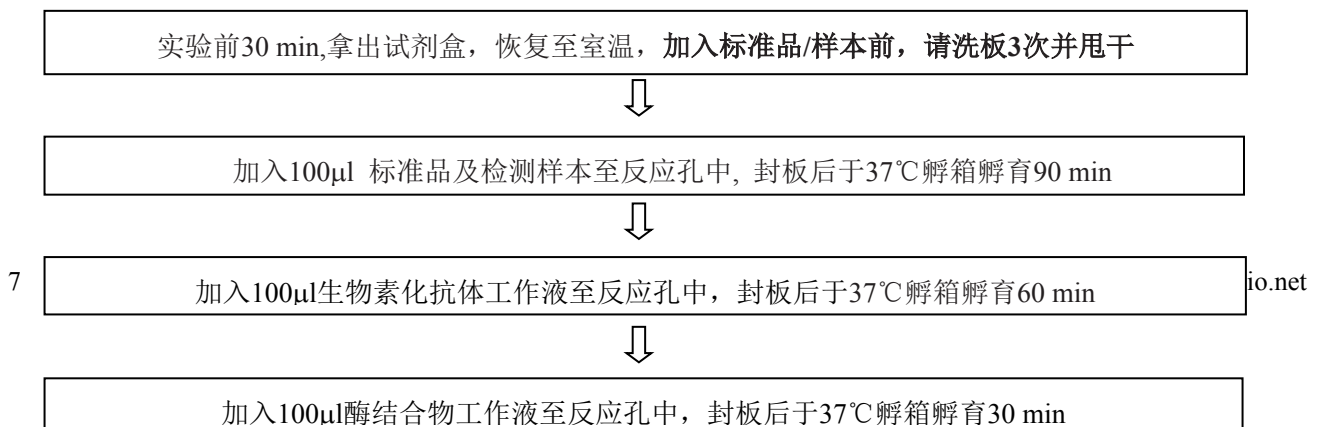 实验前30 min,拿出试剂盒，恢复至室温，加入标准品/样本前，请洗板3次并甩干
加入100μl 标准品及检测样本至反应孔中, 封板后于37℃孵箱孵育90 min
7
加入100μl生物素化抗体工作液至反应孔中，封板后于37℃孵箱孵育60 min
io.net
加入100μl酶结合物工作液至反应孔中，封板后于37℃孵箱孵育30 min